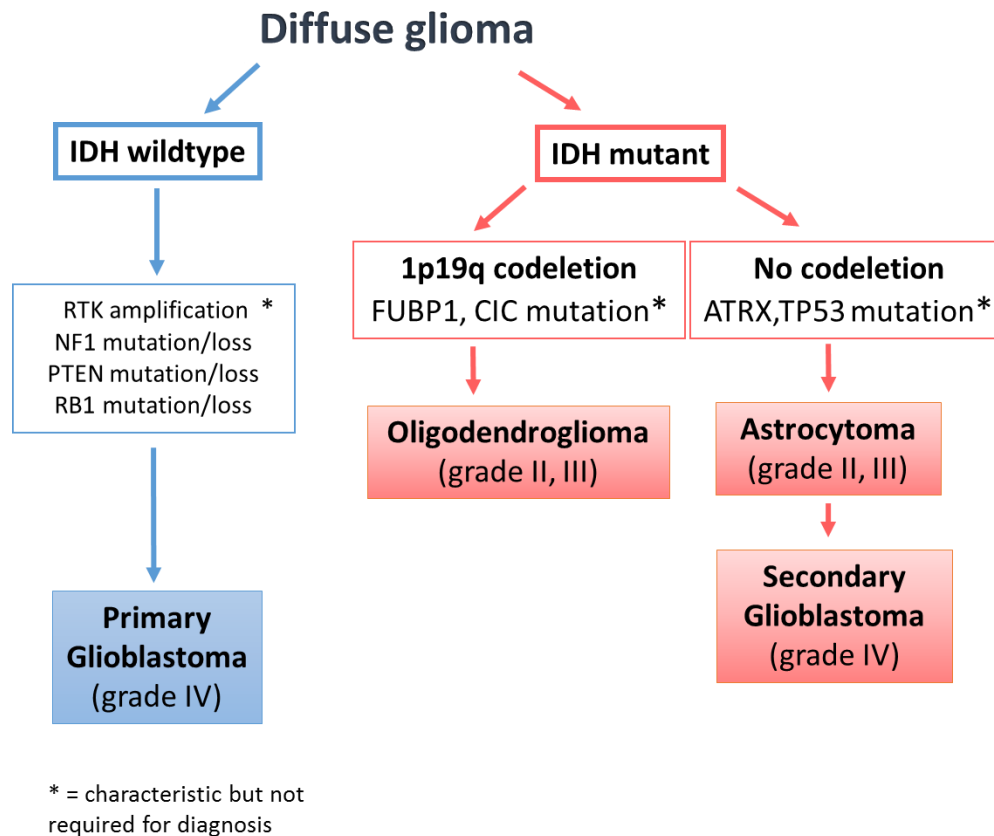 Diffuse glioma
IDH wildtype
IDH mutant
RTK amplification *
NF1 mutation/loss
PTEN mutation/loss
RB1 mutation/loss
1p19q codeletion
FUBP1, CIC mutation*
No codeletion
ATRX,TP53 mutation*
Oligodendroglioma
(grade II, III)
Astrocytoma
(grade II, III)
Primary
Glioblastoma
(grade IV)
Secondary
Glioblastoma
(grade IV)
* = characteristic but not
required for diagnosis